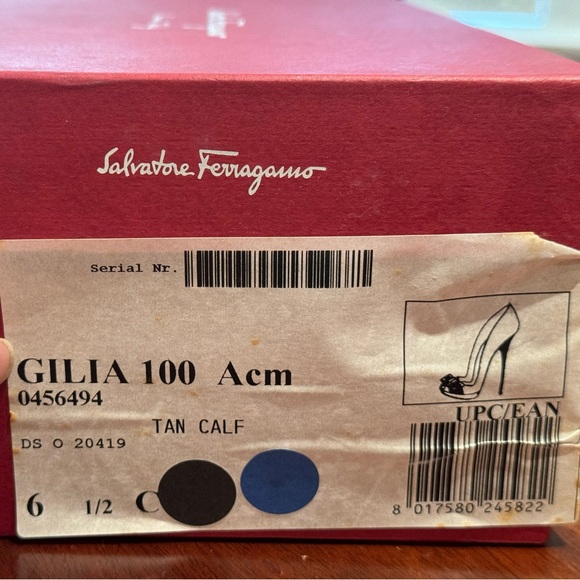 Salvatore Ferragamo
Serial Nr.
GILIA 100 Acm
0456494
UPC/EAN
TAN CALF
DS O 20419
6 1/2 C
8 017580 245822